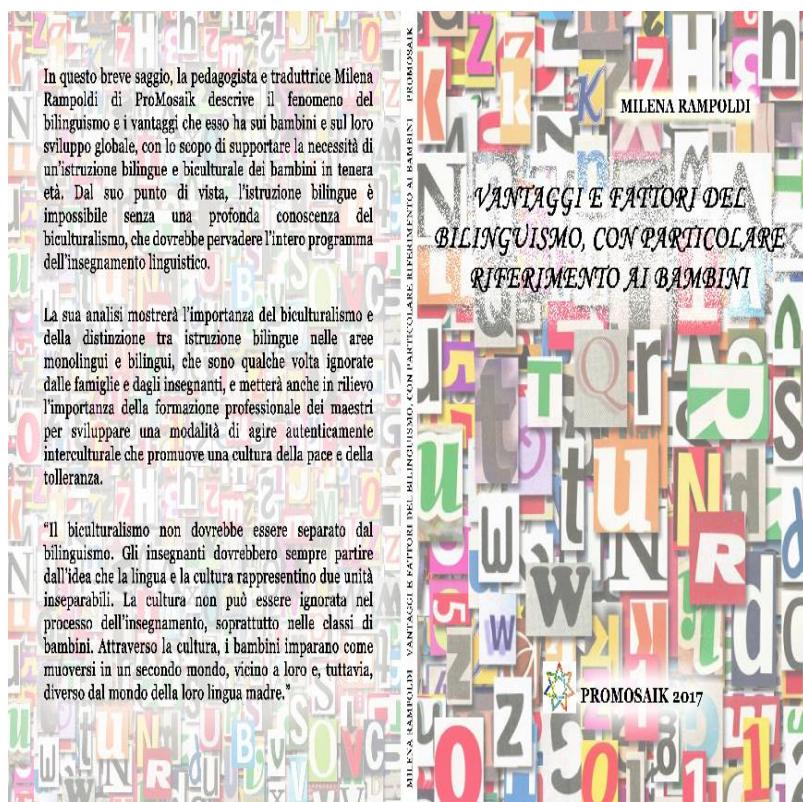 In questo breve saggio, la pedagogista e traduttrice Milena
Rampoldi di ProMosaik descrive il fenomeno del
bilinguismo e i vantaggi che esso ha sui bambini e sul loro
sviluppo globale, con lo scopo di supportare la necessità di
un'istruzione bilingue e biculturale dei bambini in tenera
età. Dal suo punto di vista, l'istruzione bilingue è
impossibile senza una profonda conoscenza del
biculturalismo, che dovrebbe pervadere l'intero programma
dell'insegnamento linguistico.
La sua analisi mostrerà l'importanza del biculturalismo e
della distinzione tra istruzione bilingue nelle aree
monolingui e bilingui, che sono qualche volta ignorate
dalle famiglie e dagli insegnanti, e metterà anche in rilievo
l'importanza della formazione professionale dei maestri
per sviluppare una modalità di agire autenticamente
interculturale che promuove una cultura della pace e della
tolleranza.
“Il biculturalismo non dovrebbe essere separato dal
bilinguismo. Gli insegnanti dovrebbero sempre partire
dall'idea che la lingua e la cultura rappresentino due unità
inseparabili. La cultura non può essere ignorata nel
processo dell'insegnamento, soprattutto nelle classi di
bambini. Attraverso la cultura, i bambini imparano come
muoversi in un secondo mondo, vicino a loro e, tuttavia,
diverso dal mondo della loro lingua madre.”
MILENA RAMPOLDI VANTAGGI E FATTORI DEL BILINGUISMO, CON PARTICOLARE RIFERIMENTO AI BAMBINI PROMOSAIK
MILENA RAMPOLDI
VANTAGGI E FATTORI DEL
BILINGUISMO, CON PARTICOLARE
RIFERIMENTO AI BAMBINI
PROMOSAIK 2017